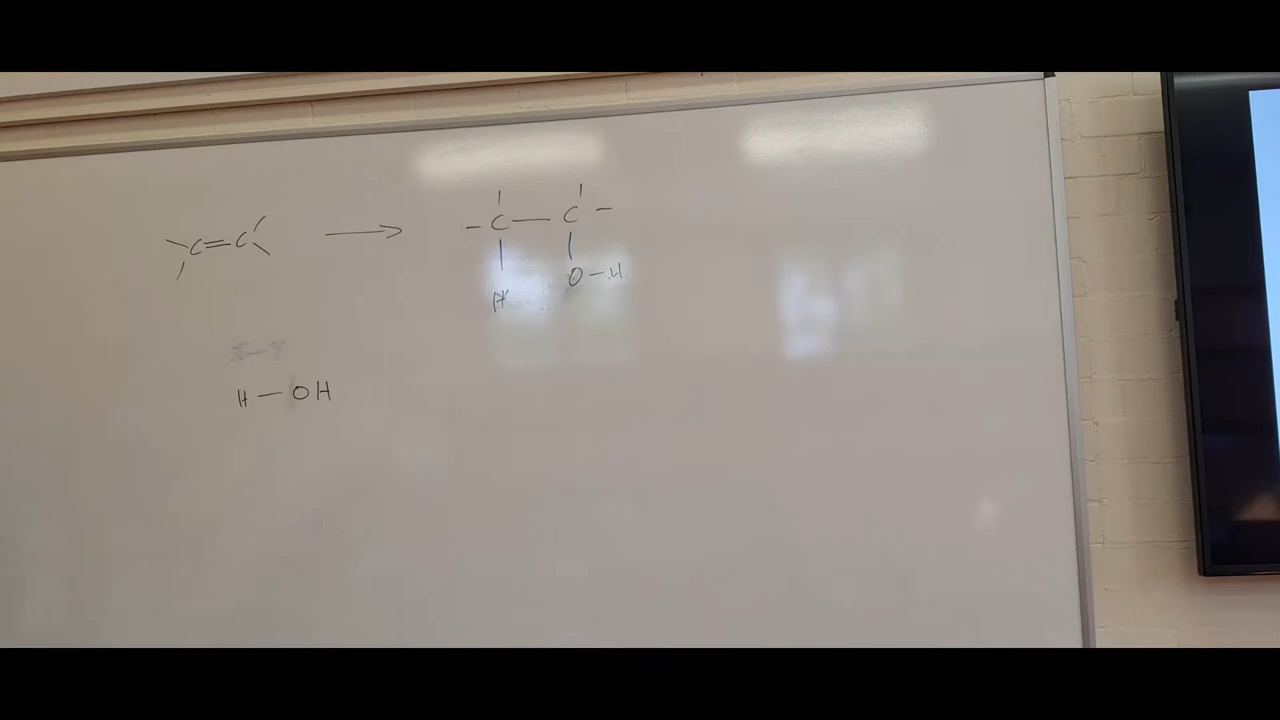 C=C → C—C
H O-H
H—OH